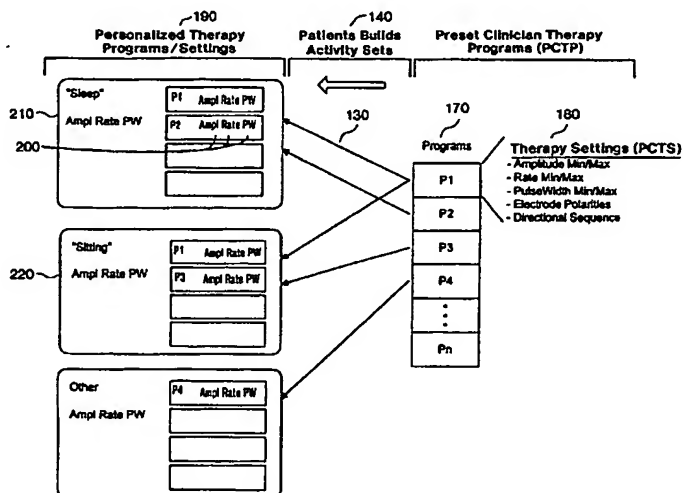 190
Personalized Therapy
Programs/Settings
140
Patients Builds
Activity Sets
Preset Clinician Therapy
Programs (PCTP)
210
"Sleep"
Ampl Rate PW
P1 Ampl Rate PW
P2 Ampl Rate PW
200
130
170
Programs
P1
P2
P3
P4
Pn
180
Therapy Settings (PCTS)
- Amplitude Min/Max
- Rate Min/Max
- PulseWidth Min/Max
- Electrode Polarities
- Directional Sequence
220
"Sitting"
Ampl Rate PW
P1 Ampl Rate PW
P3 Ampl Rate PW
Other
Ampl Rate PW
P4 Ampl Rate PW